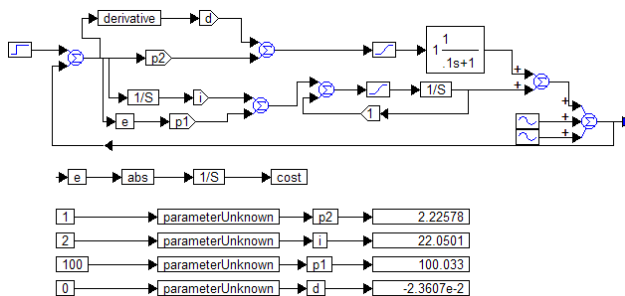 derivative d
p2
1 1
.1s+1
1/S i
e p1
1/S
1
+
+
+
+
+
e abs 1/S cost
1 parameterUnknown p2 2.22578
2 parameterUnknown i 22.0501
100 parameterUnknown p1 100.033
0 parameterUnknown d -2.3607e-2